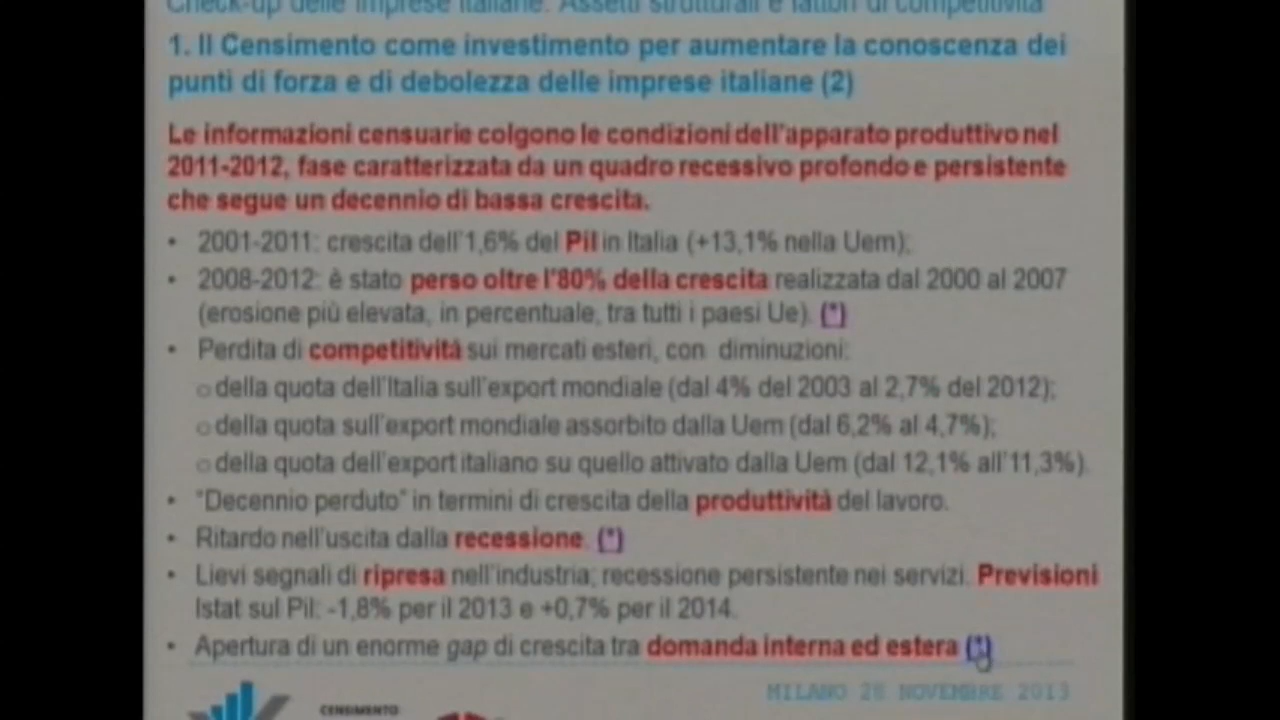 Check-up delle imprese italiane. Assetti strutturali e fattori di competitività
1. Il Censimento come investimento per aumentare la conoscenza dei
punti di forza e di debolezza delle imprese italiane (2)
Le informazioni censuarie colgono le condizioni dell'apparato produttivo nel
2011-2012, fase caratterizzata da un quadro recessivo profondo e persistente
che segue un decennio di bassa crescita.
• 2001-2011: crescita dell'1,6% del Pil in Italia (+13,1% nella Uem);
• 2008-2012: è stato perso oltre l'80% della crescita realizzata dal 2000 al 2007
(erosione più elevata, in percentuale, tra tutti i paesi Ue). (*)
• Perdita di competitività sui mercati esteri, con diminuzioni:
o della quota dell'Italia sull'export mondiale (dal 4% del 2003 al 2,7% del 2012);
o della quota sull'export mondiale assorbito dalla Uem (dal 6,2% al 4,7%);
o della quota dell'export italiano su quello attivato dalla Uem (dal 12,1% all'11,3%).
• "Decennio perduto" in termini di crescita della produttività del lavoro.
• Ritardo nell'uscita dalla recessione. (*)
• Lievi segnali di ripresa nell'industria; recessione persistente nei servizi. Previsioni
Istat sul Pil: -1,8% per il 2013 e +0,7% per il 2014.
• Apertura di un enorme gap di crescita tra domanda interna ed estera (*)
MILANO 28 NOVEMBRE 2013
CENSIMENTO